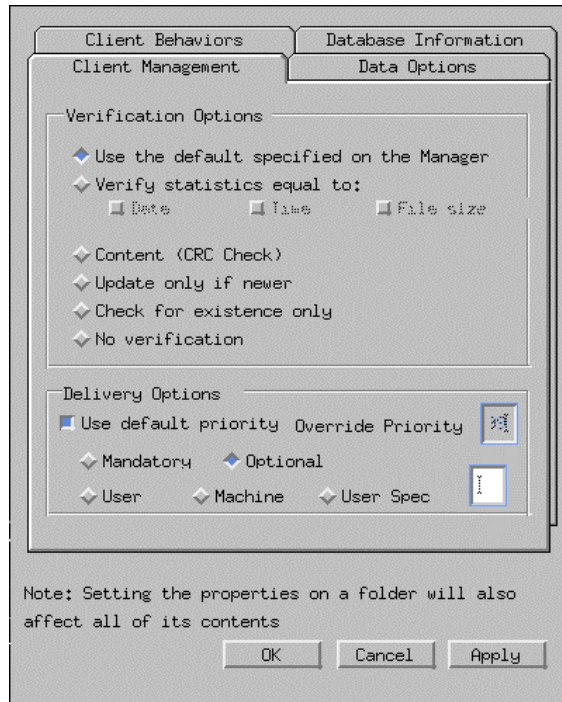 Client Behaviors Database Information
Client Management Data Options
Verification Options
Use the default specified on the Manager
Verify statistics equal to:
Date Time File size
Content (CRC Check)
Update only if newer
Check for existence only
No verification
Delivery Options
Use default priority Override Priority
Mandatory Optional
User Machine User Spec
Note: Setting the properties on a folder will also
affect all of its contents
OK Cancel Apply